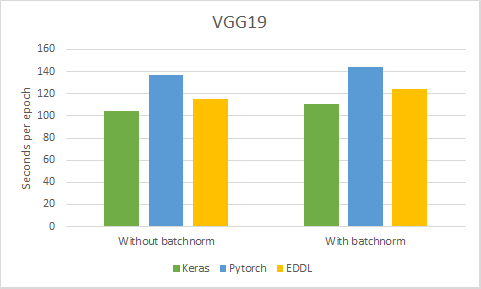 VGG19
160
140
120
100
80
60
40
20
0
Seconds per epoch
Without batchnorm
With batchnorm
Keras Pytorch EDDL